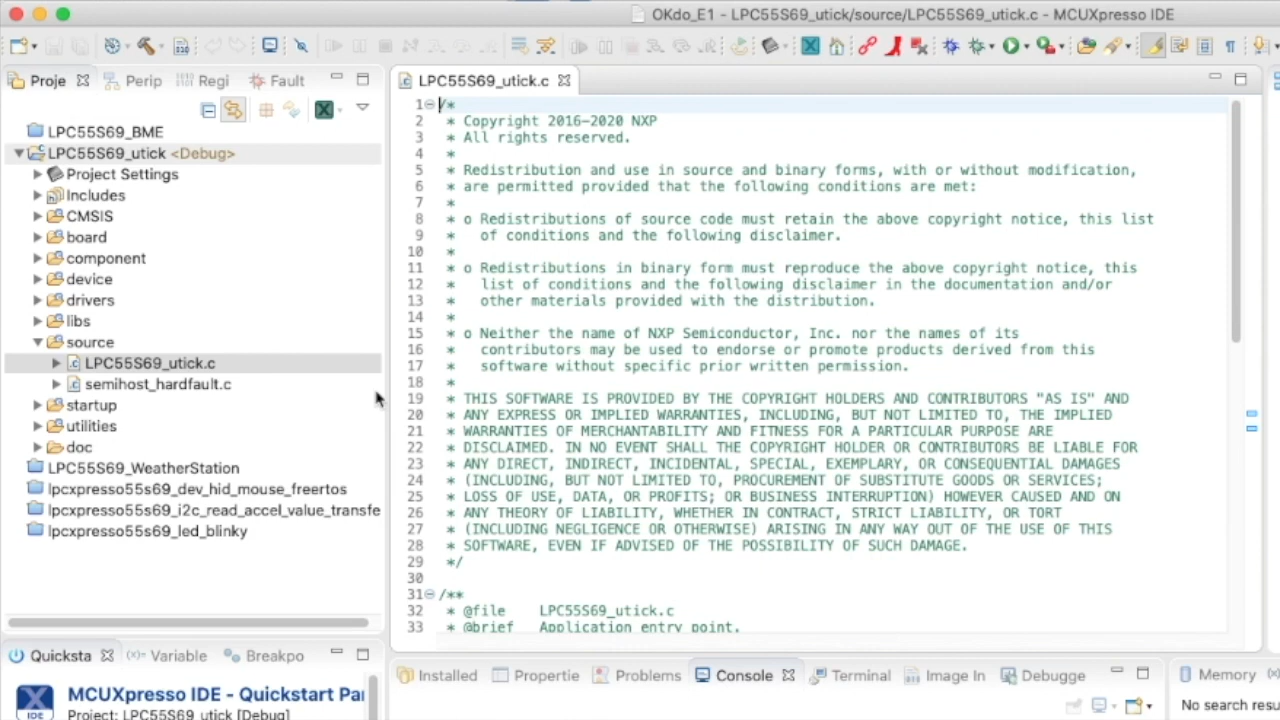 OKdo_E1 - LPC55S69_utick/source/LPC55S69_utick.c - MCUXpresso IDE
Proje
Perip
Regi
Fault
LPC55S69_BME
LPC55S69_utick <Debug>
Project Settings
Includes
CMSIS
board
component
device
drivers
libs
source
LPC55S69_utick.c
semihost_hardfault.c
startup
utilities
doc
LPC55S69_WeatherStation
lpcxpresso55s69_dev_hid_mouse_freertos
lpcxpresso55s69_i2c_read_accel_value_transfe
lpcxpresso55s69_led_blinky
Quicksta
Variable
Breakpo
MCUXpresso IDE - Quickstart Pa
IDE
Project: LPC55S69_utick [Debug]
LPC55S69_utick.c
1 /*
2 * Copyright 2016-2020 NXP
3 * All rights reserved.
4 *
5 * Redistribution and use in source and binary forms, with or without modification,
6 * are permitted provided that the following conditions are met:
7 *
8 * o Redistributions of source code must retain the above copyright notice, this list
9 * of conditions and the following disclaimer.
10 *
11 * o Redistributions in binary form must reproduce the above copyright notice, this
12 * list of conditions and the following disclaimer in the documentation and/or
13 * other materials provided with the distribution.
14 *
15 * o Neither the name of NXP Semiconductor, Inc. nor the names of its
16 * contributors may be used to endorse or promote products derived from this
17 * software without specific prior written permission.
18 *
19 * THIS SOFTWARE IS PROVIDED BY THE COPYRIGHT HOLDERS AND CONTRIBUTORS "AS IS" AND
20 * ANY EXPRESS OR IMPLIED WARRANTIES, INCLUDING, BUT NOT LIMITED TO, THE IMPLIED
21 * WARRANTIES OF MERCHANTABILITY AND FITNESS FOR A PARTICULAR PURPOSE ARE
22 * DISCLAIMED. IN NO EVENT SHALL THE COPYRIGHT HOLDER OR CONTRIBUTORS BE LIABLE FOR
23 * ANY DIRECT, INDIRECT, INCIDENTAL, SPECIAL, EXEMPLARY, OR CONSEQUENTIAL DAMAGES
24 * (INCLUDING, BUT NOT LIMITED TO, PROCUREMENT OF SUBSTITUTE GOODS OR SERVICES;
25 * LOSS OF USE, DATA, OR PROFITS; OR BUSINESS INTERRUPTION) HOWEVER CAUSED AND ON
26 * ANY THEORY OF LIABILITY, WHETHER IN CONTRACT, STRICT LIABILITY, OR TORT
27 * (INCLUDING NEGLIGENCE OR OTHERWISE) ARISING IN ANY WAY OUT OF THE USE OF THIS
28 * SOFTWARE, EVEN IF ADVISED OF THE POSSIBILITY OF SUCH DAMAGE.
29 */
30
31 /**
32 * @file LPC55S69_utick.c
33 * @brief Application entry point.
Installed
Propertie
Problems
Console
Terminal
Image In
Debugge
Memory
No search resu